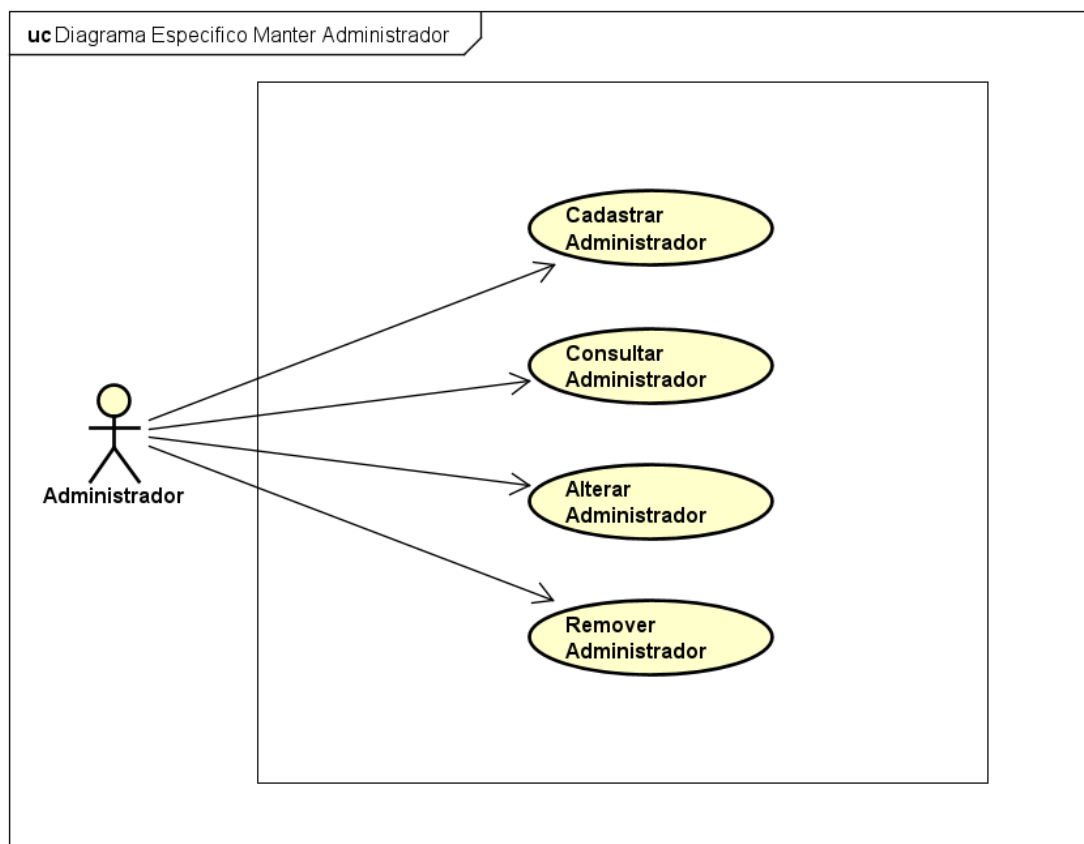 uc Diagrama Especifico Manter Administrador
Cadastrar
Administrador
Consultar
Administrador
Administrador
Alterar
Administrador
Remover
Administrador